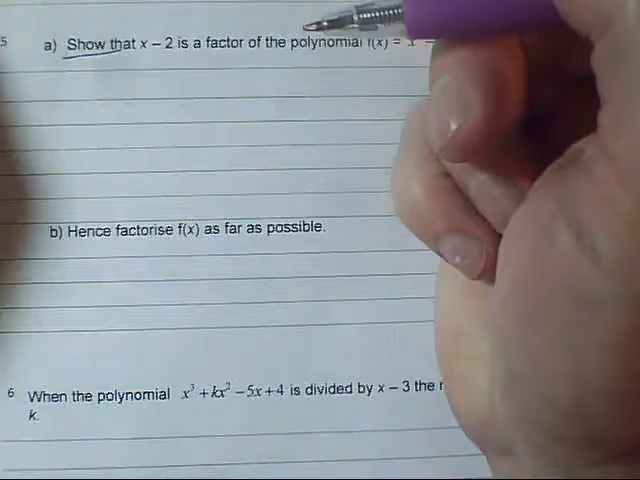 5 a) Show that x – 2 is a factor of the polynomial f(x) =
b) Hence factorise f(x) as far as possible.
6 When the polynomial x³ + kx² – 5x + 4 is divided by x – 3 the
k.